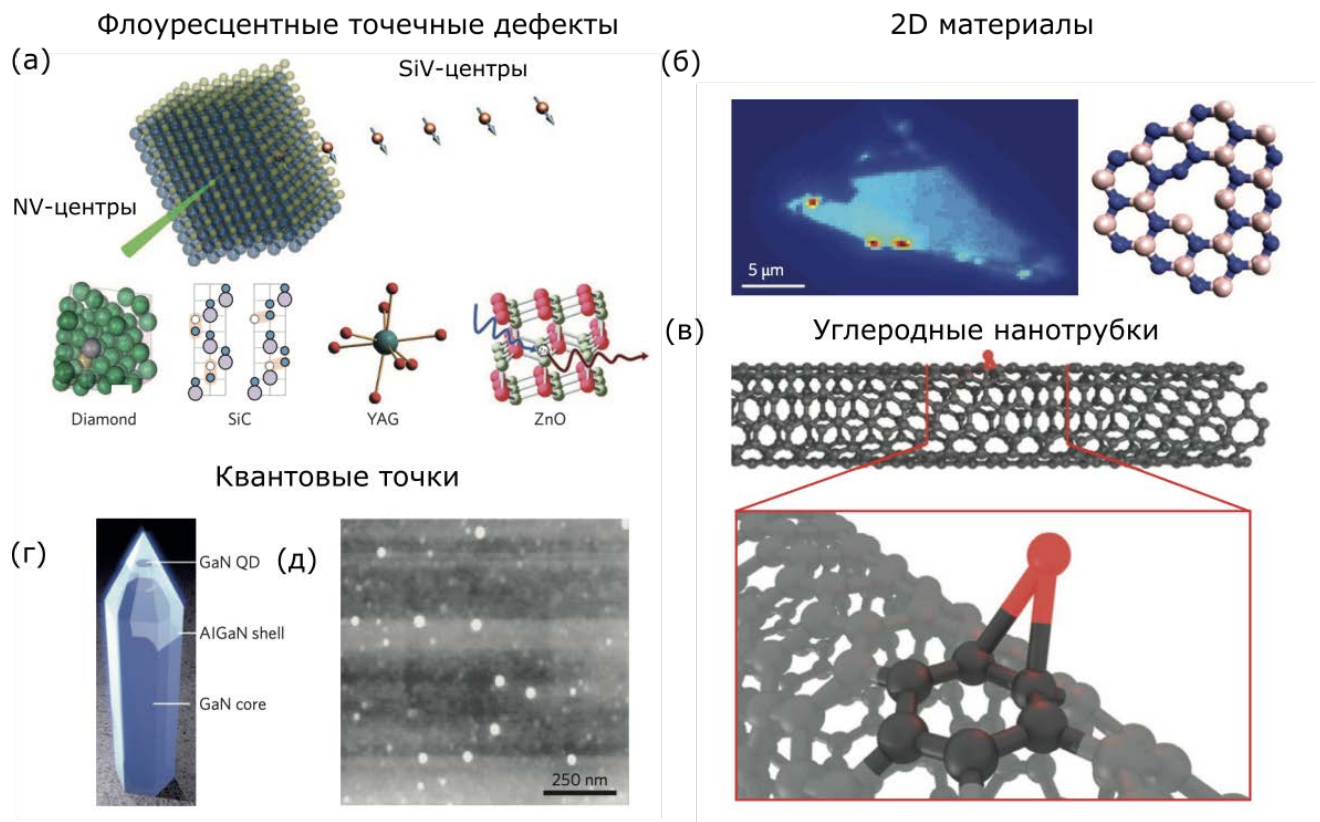 Флоуресцентные точечные дефекты
(а)
SiV-центры
NV-центры
Diamond
SiC
YAG
ZnO
2D материалы
(б)
5 µm
(в)
Углеродные нанотрубки
Квантовые точки
(г)
GaN QD
AlGaN shell
GaN core
(д)
250 nm